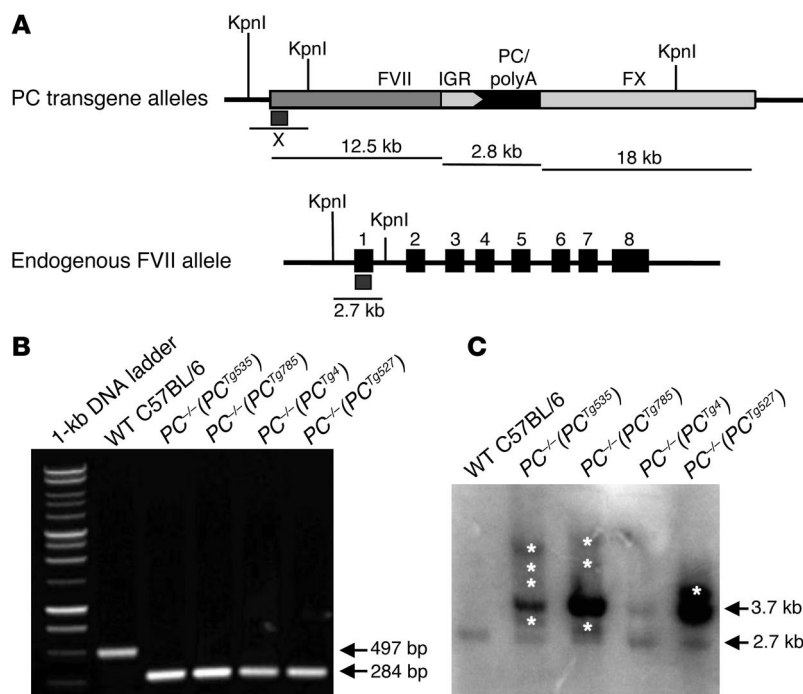 A
KpnI
KpnI
KpnI
PC/
FVII IGR polyA FX
PC transgene alleles
X
12.5 kb
2.8 kb
18 kb
KpnI
KpnI
1 2 3 4 5 6 7 8
Endogenous FVII allele
2.7 kb
B
1-kb DNA ladder
WT C57BL/6
PC–/–(PCTg535)
PC–/–(PCTg785)
PC–/–(PCTg4)
PC–/–(PCTg527)
497 bp
284 bp
C
WT C57BL/6
PC–/–(PCTg535)
PC–/–(PCTg785)
PC–/–(PCTg4)
PC–/–(PCTg527)
*
*
*
*
*
*
*
*
3.7 kb
2.7 kb